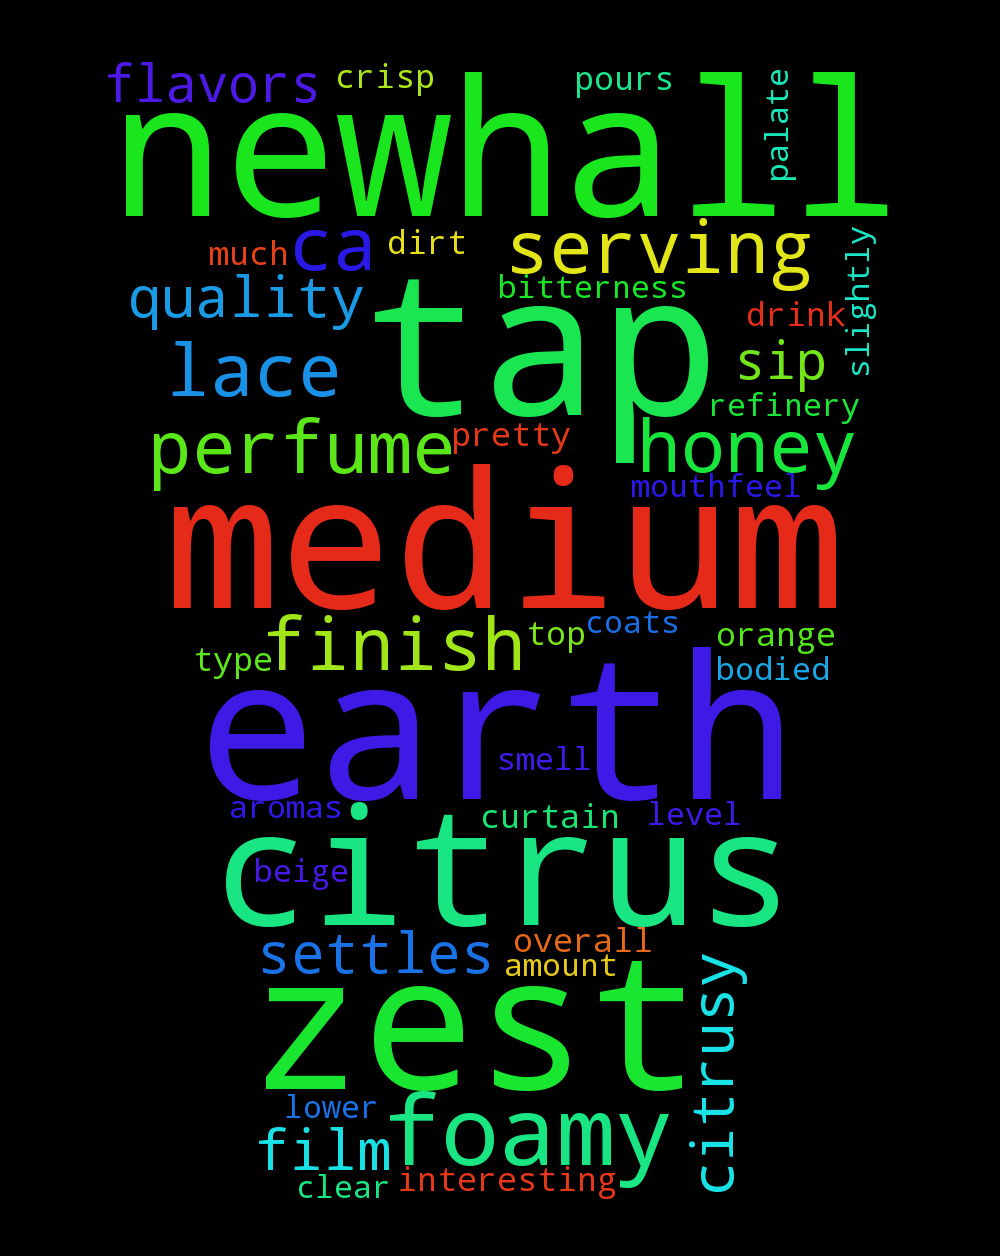 flavors crisp pours
newhall
palate
much ca dirt serving
slightly
quality bitterness
tap
drink
lace sip
refinery
perfume pretty honey
mouthfeel
medium
type finish top coats orange
bodied
earth
smell
aromas curtain level
citrus
beige
settles overall
amount
zest
citrusy
lower foamy
film
clear interesting